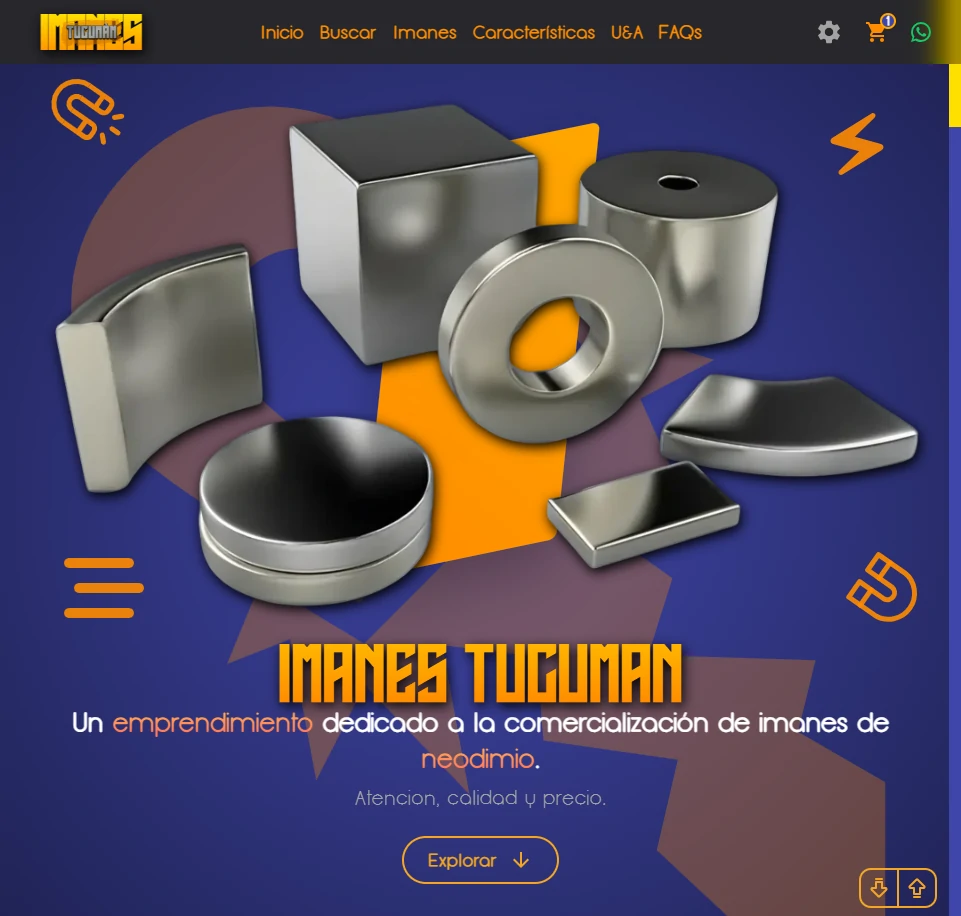 IMANES
TUCUMAN
Inicio Buscar Imanes Características U&A FAQs
1
IMANES TUCUMAN
Un emprendimiento dedicado a la comercialización de imanes de
neodimio.
Atencion, calidad y precio.
Explorar